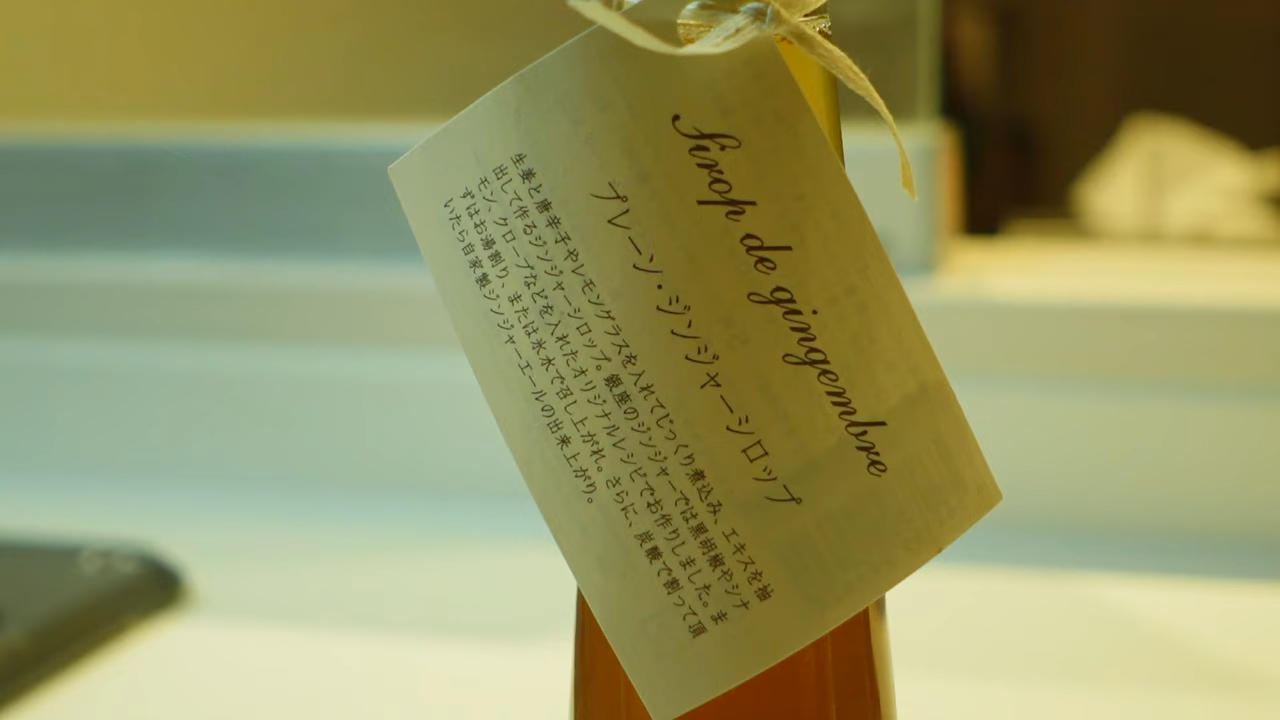 Sirop de gingembre
プレーン・ジンジャーシロップ
生姜と唐辛子やレモングラスを入れてじっくり煮込み、エキスを抽
出して作るジンジャーシロップ。銀座のジンジャーでは黒胡椒やシナ
モン、クローブなどを入れたオリジナルレシピでお作りしました。ま
ずはお湯割り、または氷水で召し上がれ。さらに、炭酸で割って頂
いたら自家製ジンジャーエールの出来上がり。